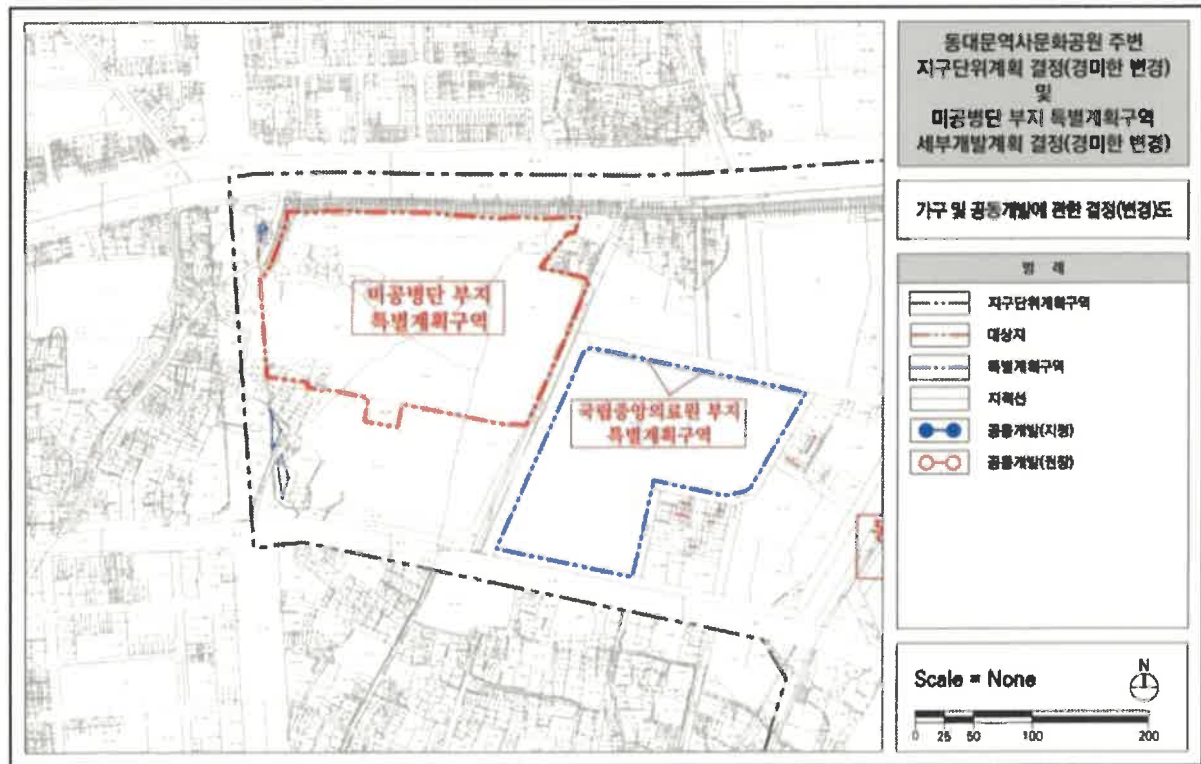 동대문역사문화공원 주변
지구단위계획 결정(경미한 변경)
및
미공병단 부지 특별계획구역
세부개발계획 결정(경미한 변경)
가구 및 공동개발에 관한 결정(변경)도
범 례
지구단위계획구역
대상지
특별계획구역
지적선
공동개발(지정)
공동개발(권장)
미공병단 부지
특별계획구역
국립중앙의료원 부지
특별계획구역
Scale = None
N
0 25 50 100 200